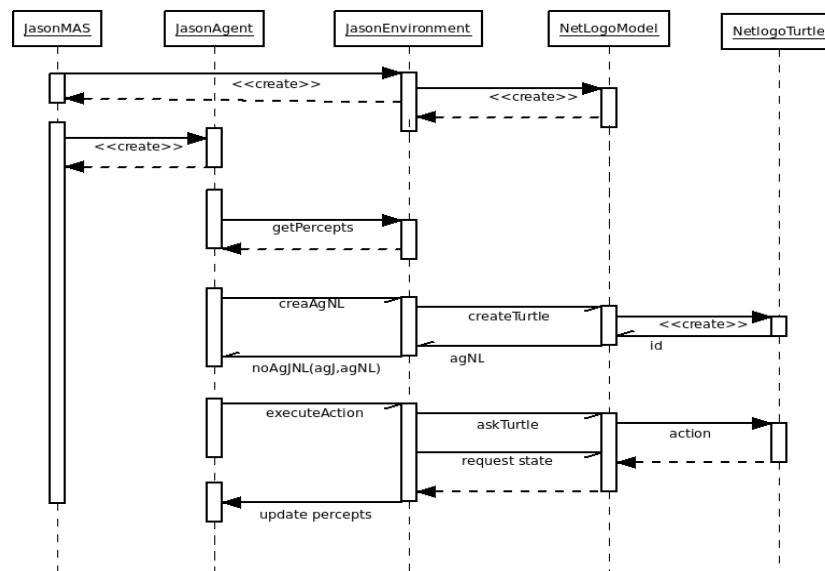 JasonMAS
JasonAgent
JasonEnvironment
NetLogoModel
NetlogoTurtle
<<create>>
<<create>>
<<create>>
getPercepts
creaAgNL
createTurtle
<<create>>
noAgJNL(agJ,agNL)
agNL
id
executeAction
askTurtle
action
request state
update percepts